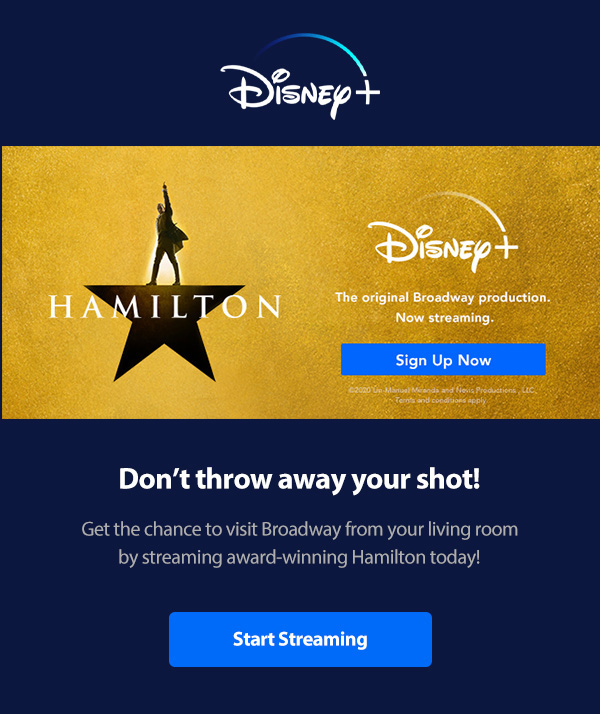 Disney+
HAMILTON
Disney+
The original Broadway production.
Now streaming.
Sign Up Now
©2020 Lin-Manuel Miranda and Nevis Productions, LLC.
Terms and conditions apply.
Don’t throw away your shot!
Get the chance to visit Broadway from your living room
by streaming award-winning Hamilton today!
Start Streaming